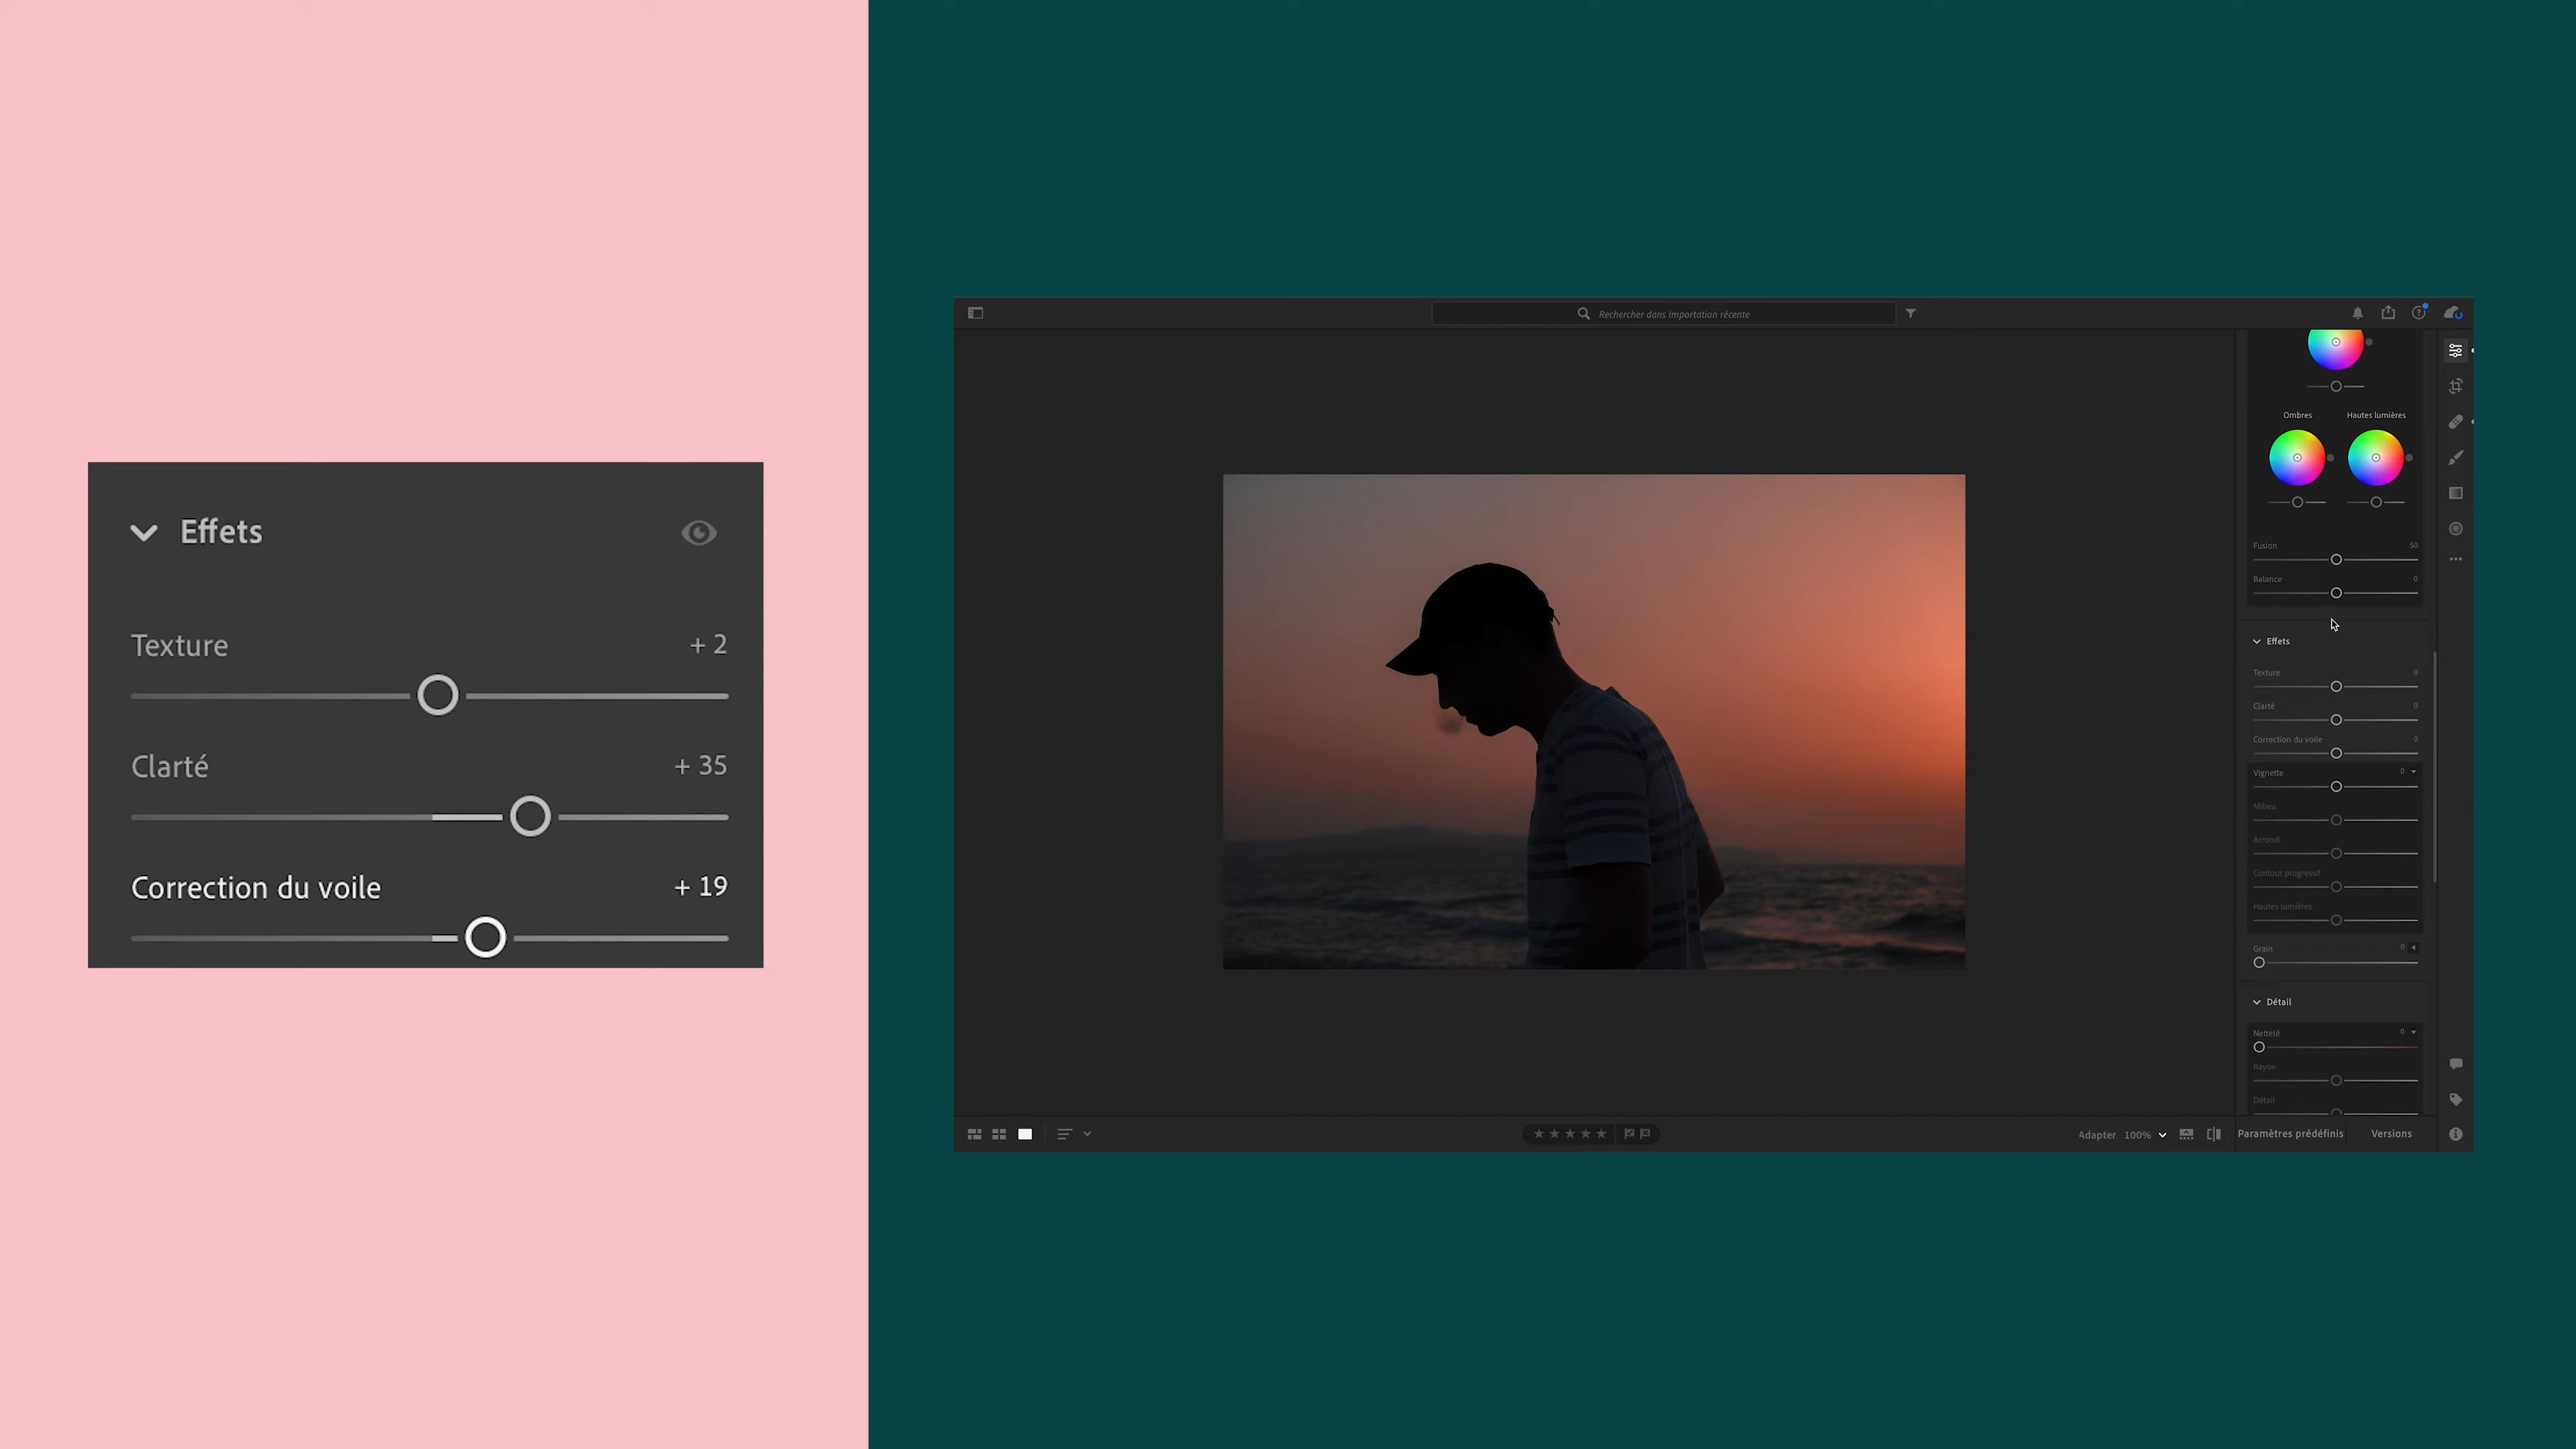 Effets
Texture + 2
Clarté + 35
Correction du voile + 19
Rechercher dans Importation récente
Ombres Hautes lumières
Fusion 50
Balance 0
Effets
Texture 0
Clarté 0
Correction du voile 0
Vignette 0
Milieu
Arrondi
Contour progressif
Hautes lumières
Grain 0
Détail
Netteté 0
Rayon
Détail
Adapter 100% Paramètres prédéfinis Versions